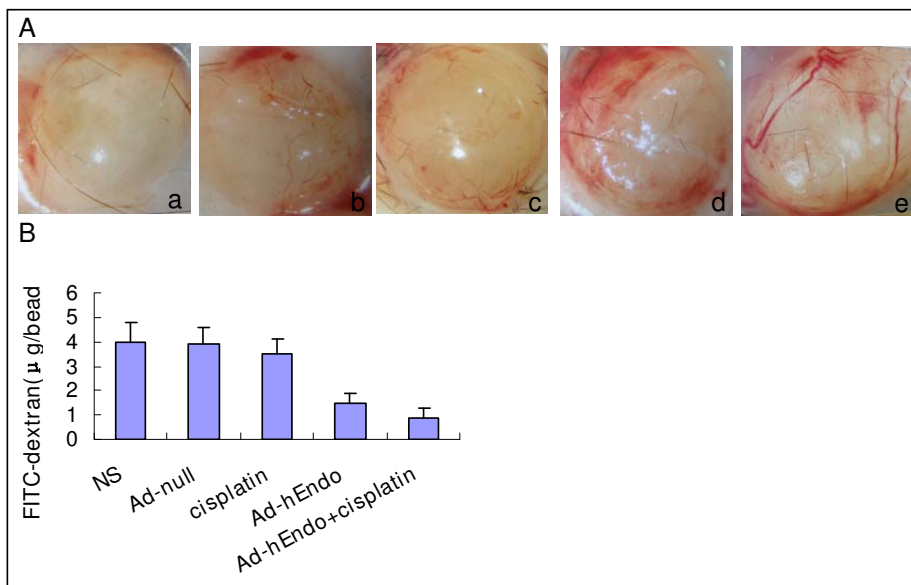 A
a
b
c
d
e
B
FITC-dextran(μg/bead
6
5
4
3
2
1
0
NS
Ad-null
cisplatin
Ad-hEndo
Ad-hEndo+cisplatin